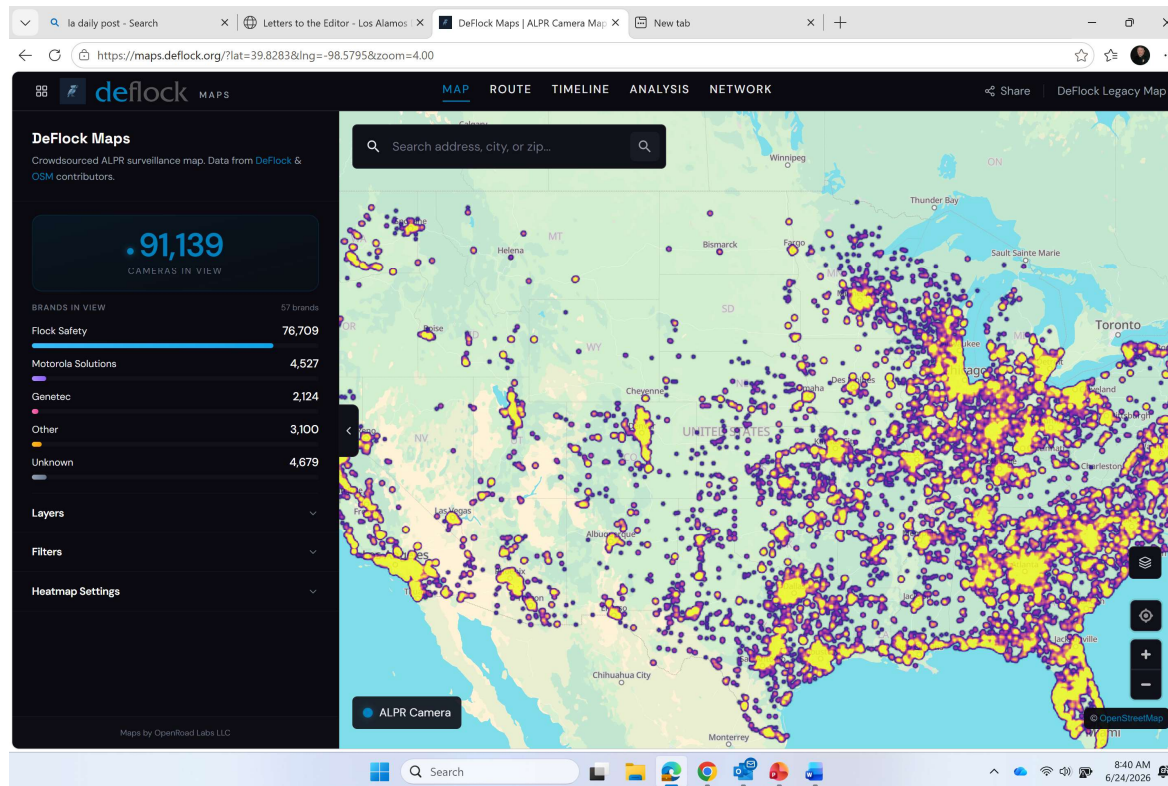 la daily post - Search
Letters to the Editor - Los Alamos
DeFlock Maps | ALPR Camera Map
New tab
https://maps.deflock.org/?lat=39.8283&lng=-98.5795&zoom=4.00
deflock MAPS
MAP ROUTE TIMELINE ANALYSIS NETWORK
Share
DeFlock Legacy Map
DeFlock Maps
Crowdsourced ALPR surveillance map. Data from DeFlock &
OSM contributors.
91,139
CAMERAS IN VIEW
BRANDS IN VIEW 57 brands
Flock Safety 76,709
Motorola Solutions 4,527
Genetec 2,124
Other 3,100
Unknown 4,679
Layers
Filters
Heatmap Settings
Maps by OpenRoad Labs LLC
Search address, city, or zip...
Calgary
Winnipeg
ON
Thunder Bay
Helena
MT
Bismarck
Fargo
Sault Sainte Marie
SD
Toronto
OR
WY
Cheyenne
UNITED STATES
NV
Charleston
Las Vegas
Chihuahua City
Monterrey
ALPR Camera
© OpenStreetMap
Search
8:40 AM
6/24/2026